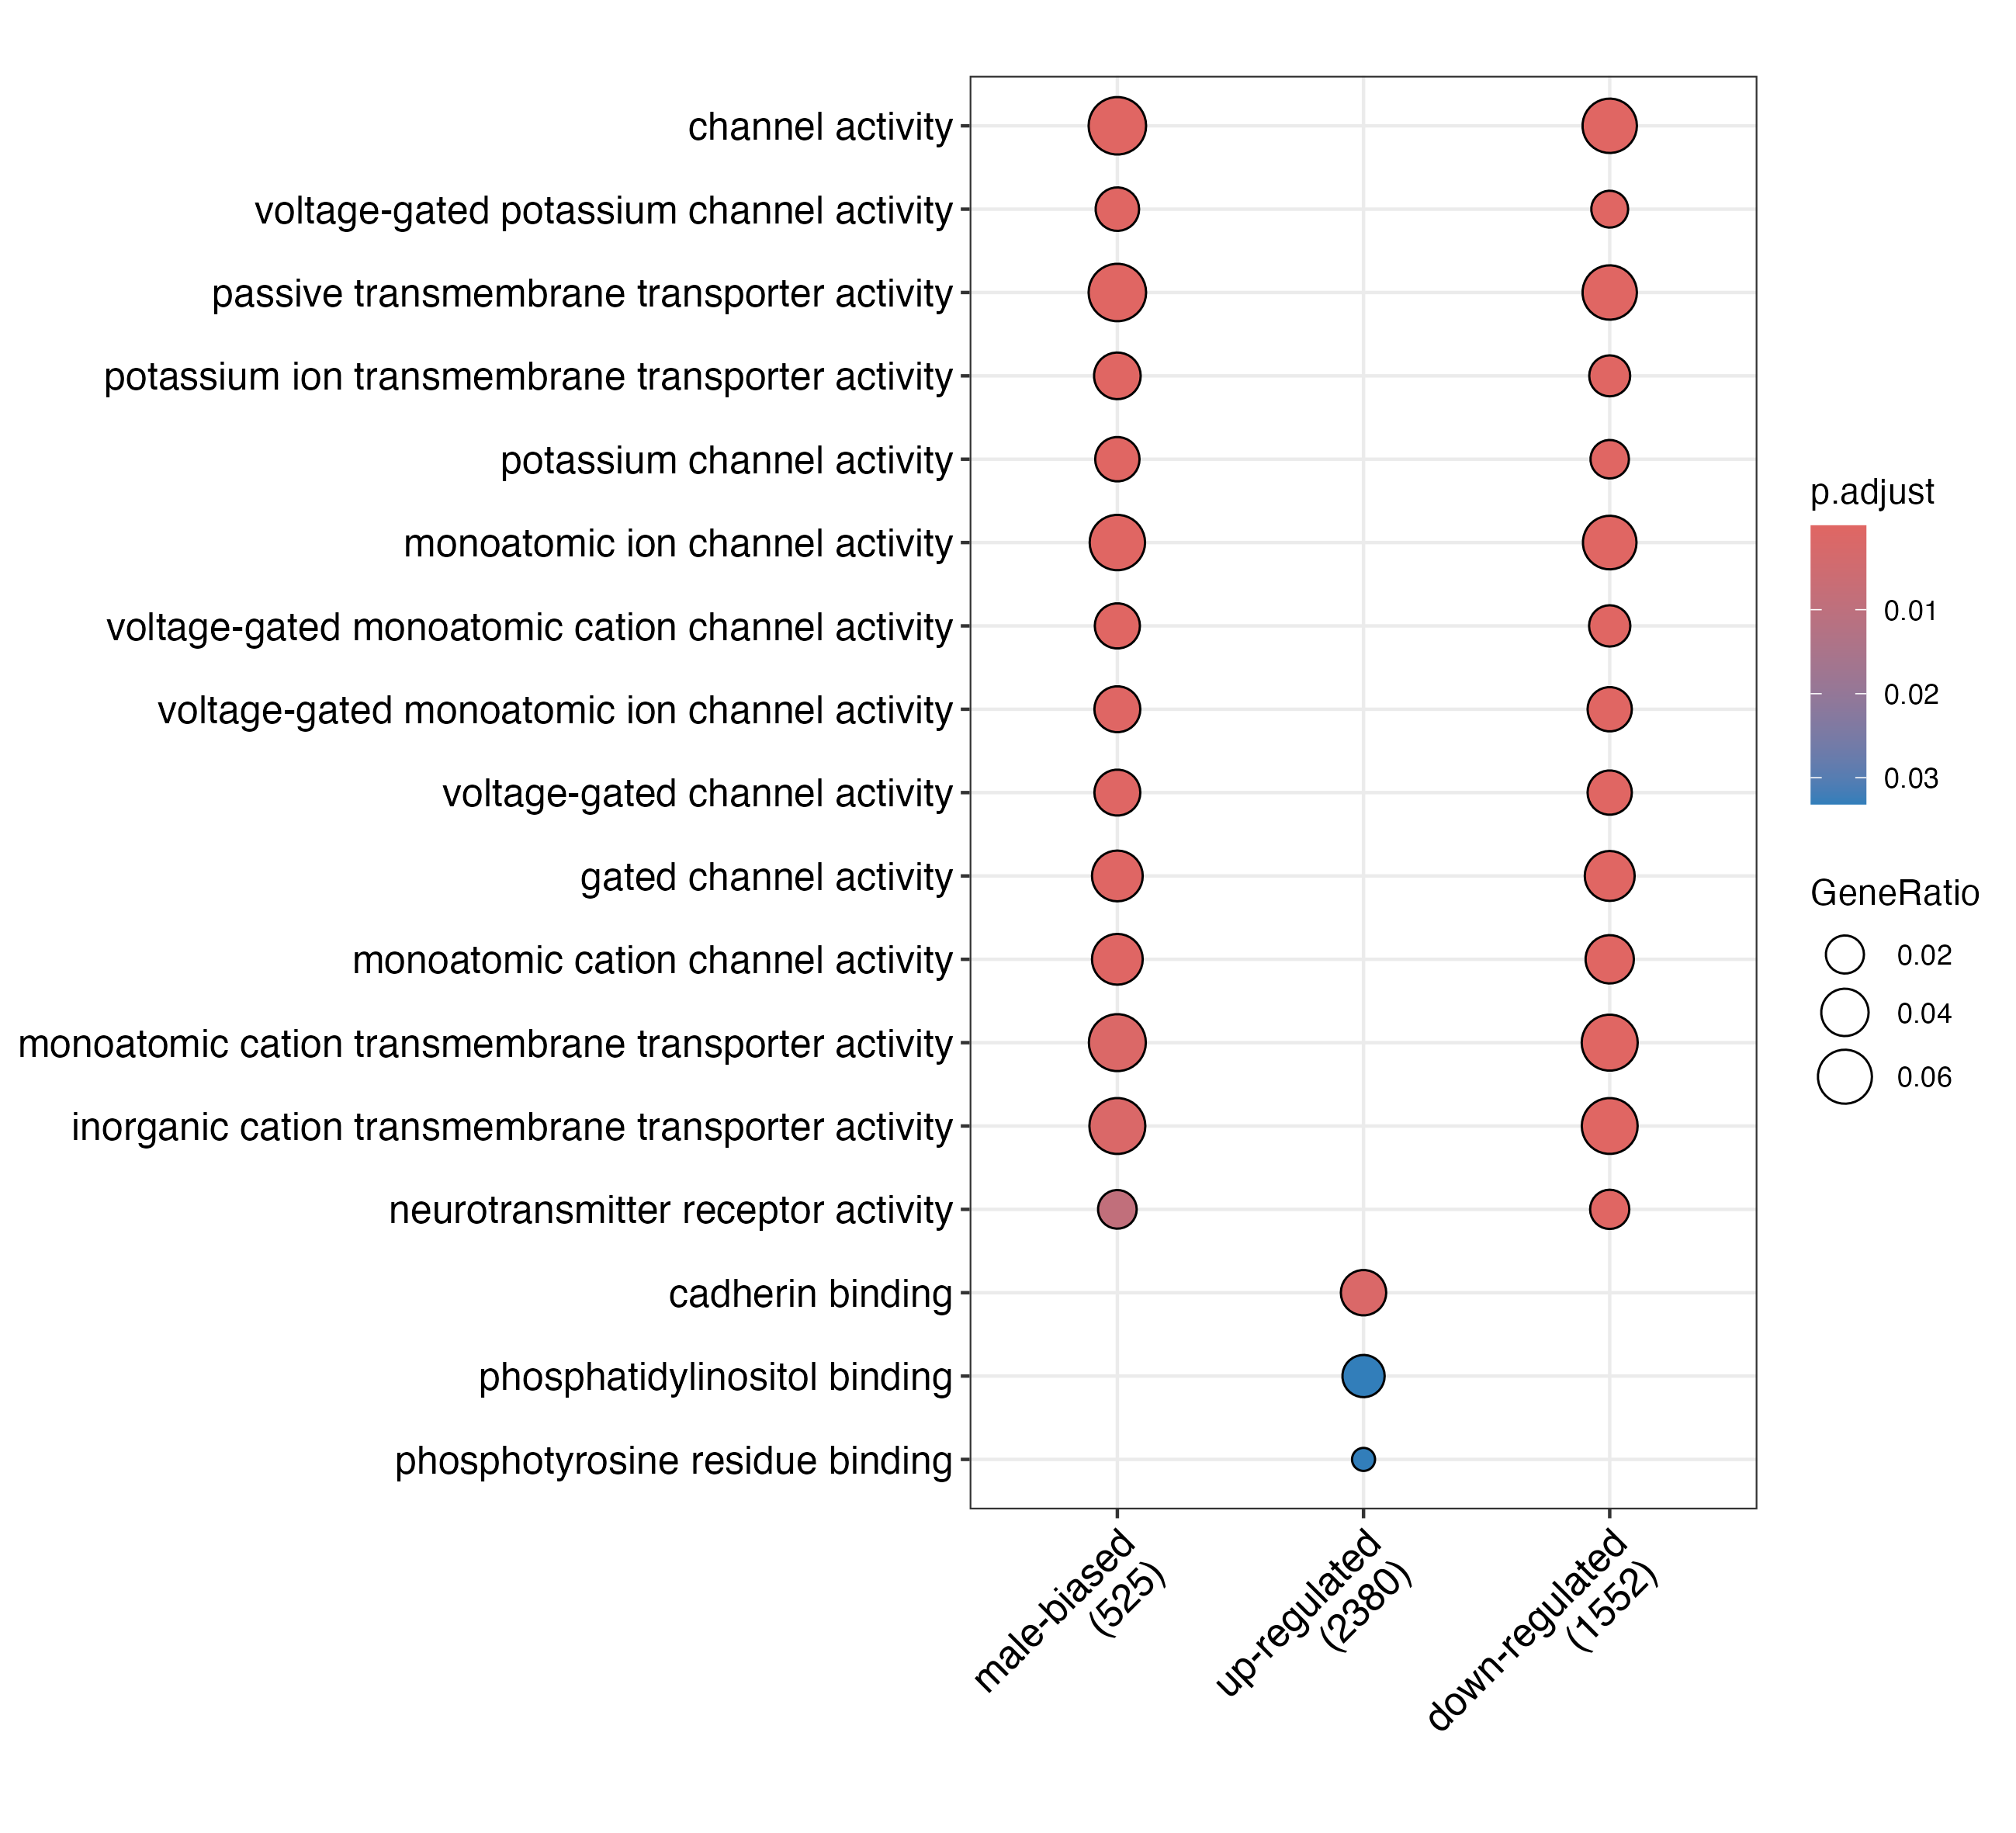 channel activity
voltage-gated potassium channel activity
passive transmembrane transporter activity
potassium ion transmembrane transporter activity
potassium channel activity
monoatomic ion channel activity
voltage-gated monoatomic cation channel activity
voltage-gated monoatomic ion channel activity
voltage-gated channel activity
gated channel activity
monoatomic cation channel activity
monoatomic cation transmembrane transporter activity
inorganic cation transmembrane transporter activity
neurotransmitter receptor activity
cadherin binding
phosphatidylinositol binding
phosphotyrosine residue binding
male-biased
(525)
up-regulated
(2380)
down-regulated
(1552)
p.adjust
0.01
0.02
0.03
GeneRatio
0.02
0.04
0.06